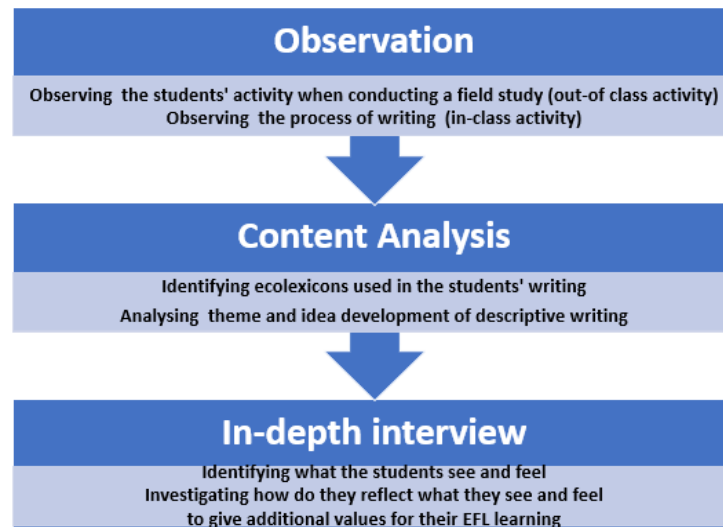 Observation
Observing the students' activity when conducting a field study (out-of class activity)
Observing the process of writing (in-class activity)
Content Analysis
Identifying ecolexicons used in the students' writing
Analysing theme and idea development of descriptive writing
In-depth interview
Identifying what the students see and feel
Investigating how do they reflect what they see and feel
to give additional values for their EFL learning